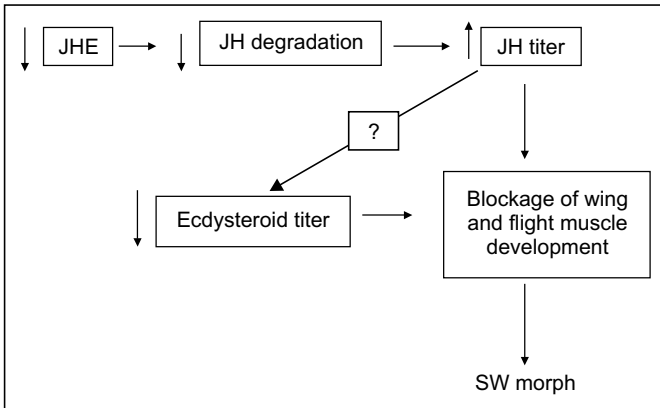 JHE
JH degradation
JH titer
?
Ecdysteroid titer
Blockage of wing
and flight muscle
development
SW morph